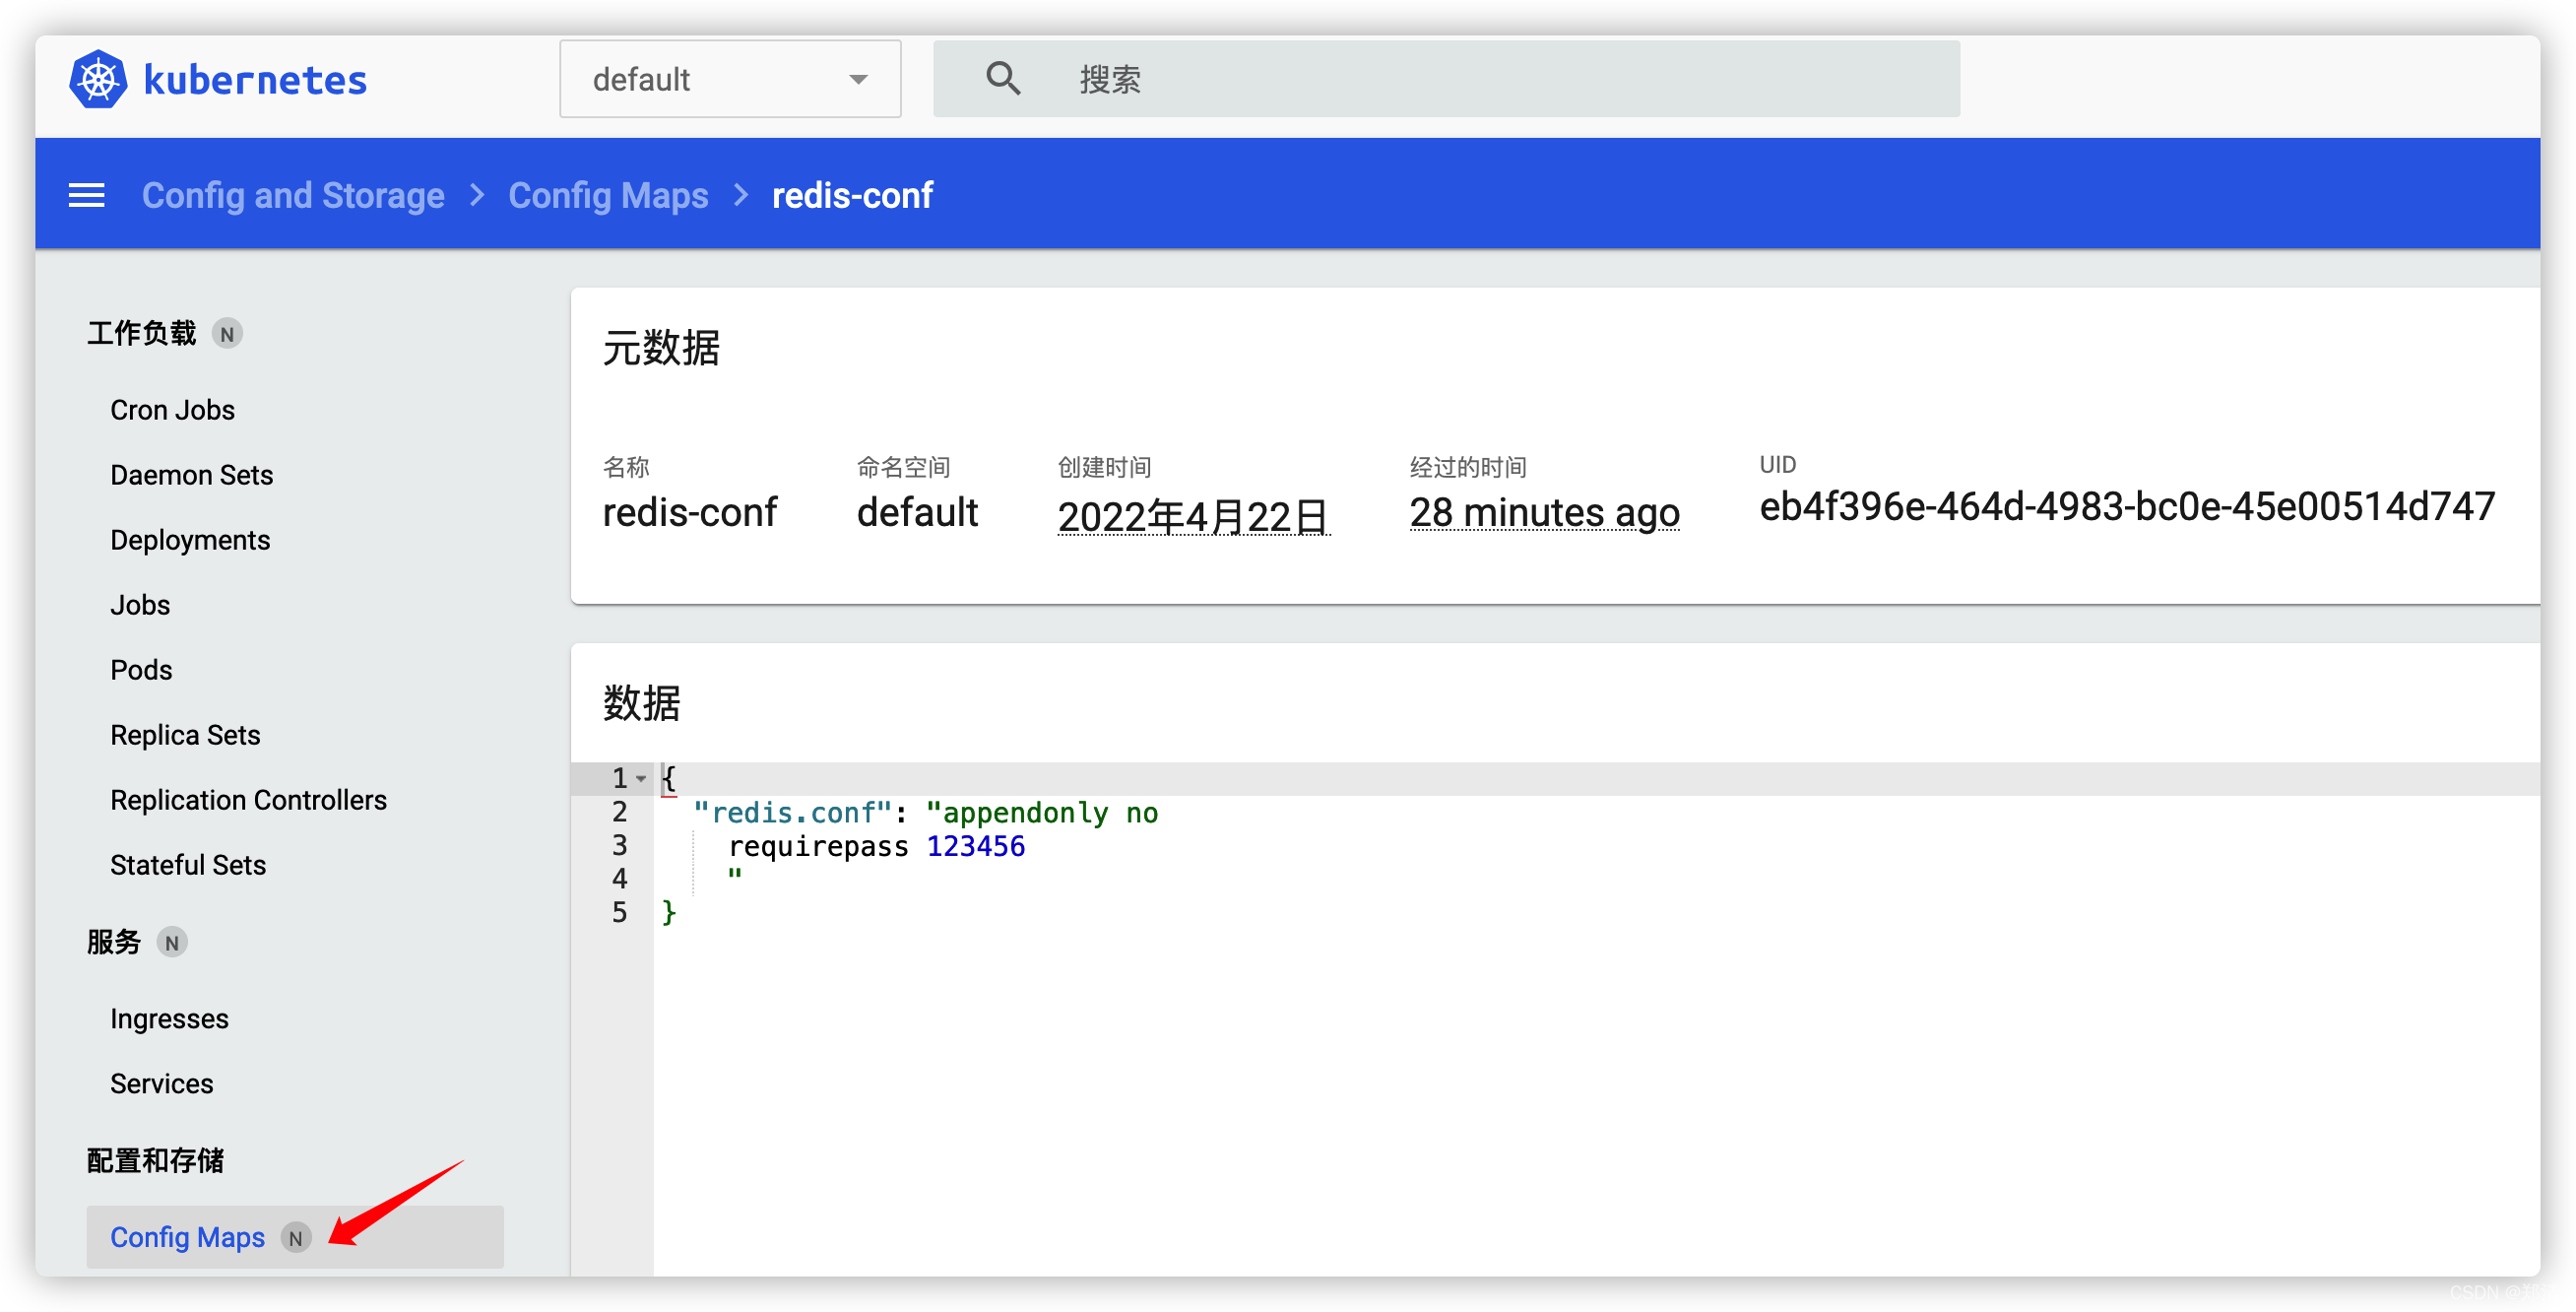 kubernetes
default
搜索
Config and Storage > Config Maps > redis-conf
工作负载 N
Cron Jobs
Daemon Sets
Deployments
Jobs
Pods
Replica Sets
Replication Controllers
Stateful Sets
服务 N
Ingresses
Services
配置和存储
Config Maps N
元数据
名称 命名空间 创建时间 经过的时间 UID
redis-conf default 2022年4月22日 28 minutes ago eb4f396e-464d-4983-bc0e-45e00514d747
数据
1 {
2 "redis.conf": "appendonly no
3 requirepass 123456
4 "
5 }
CSDN